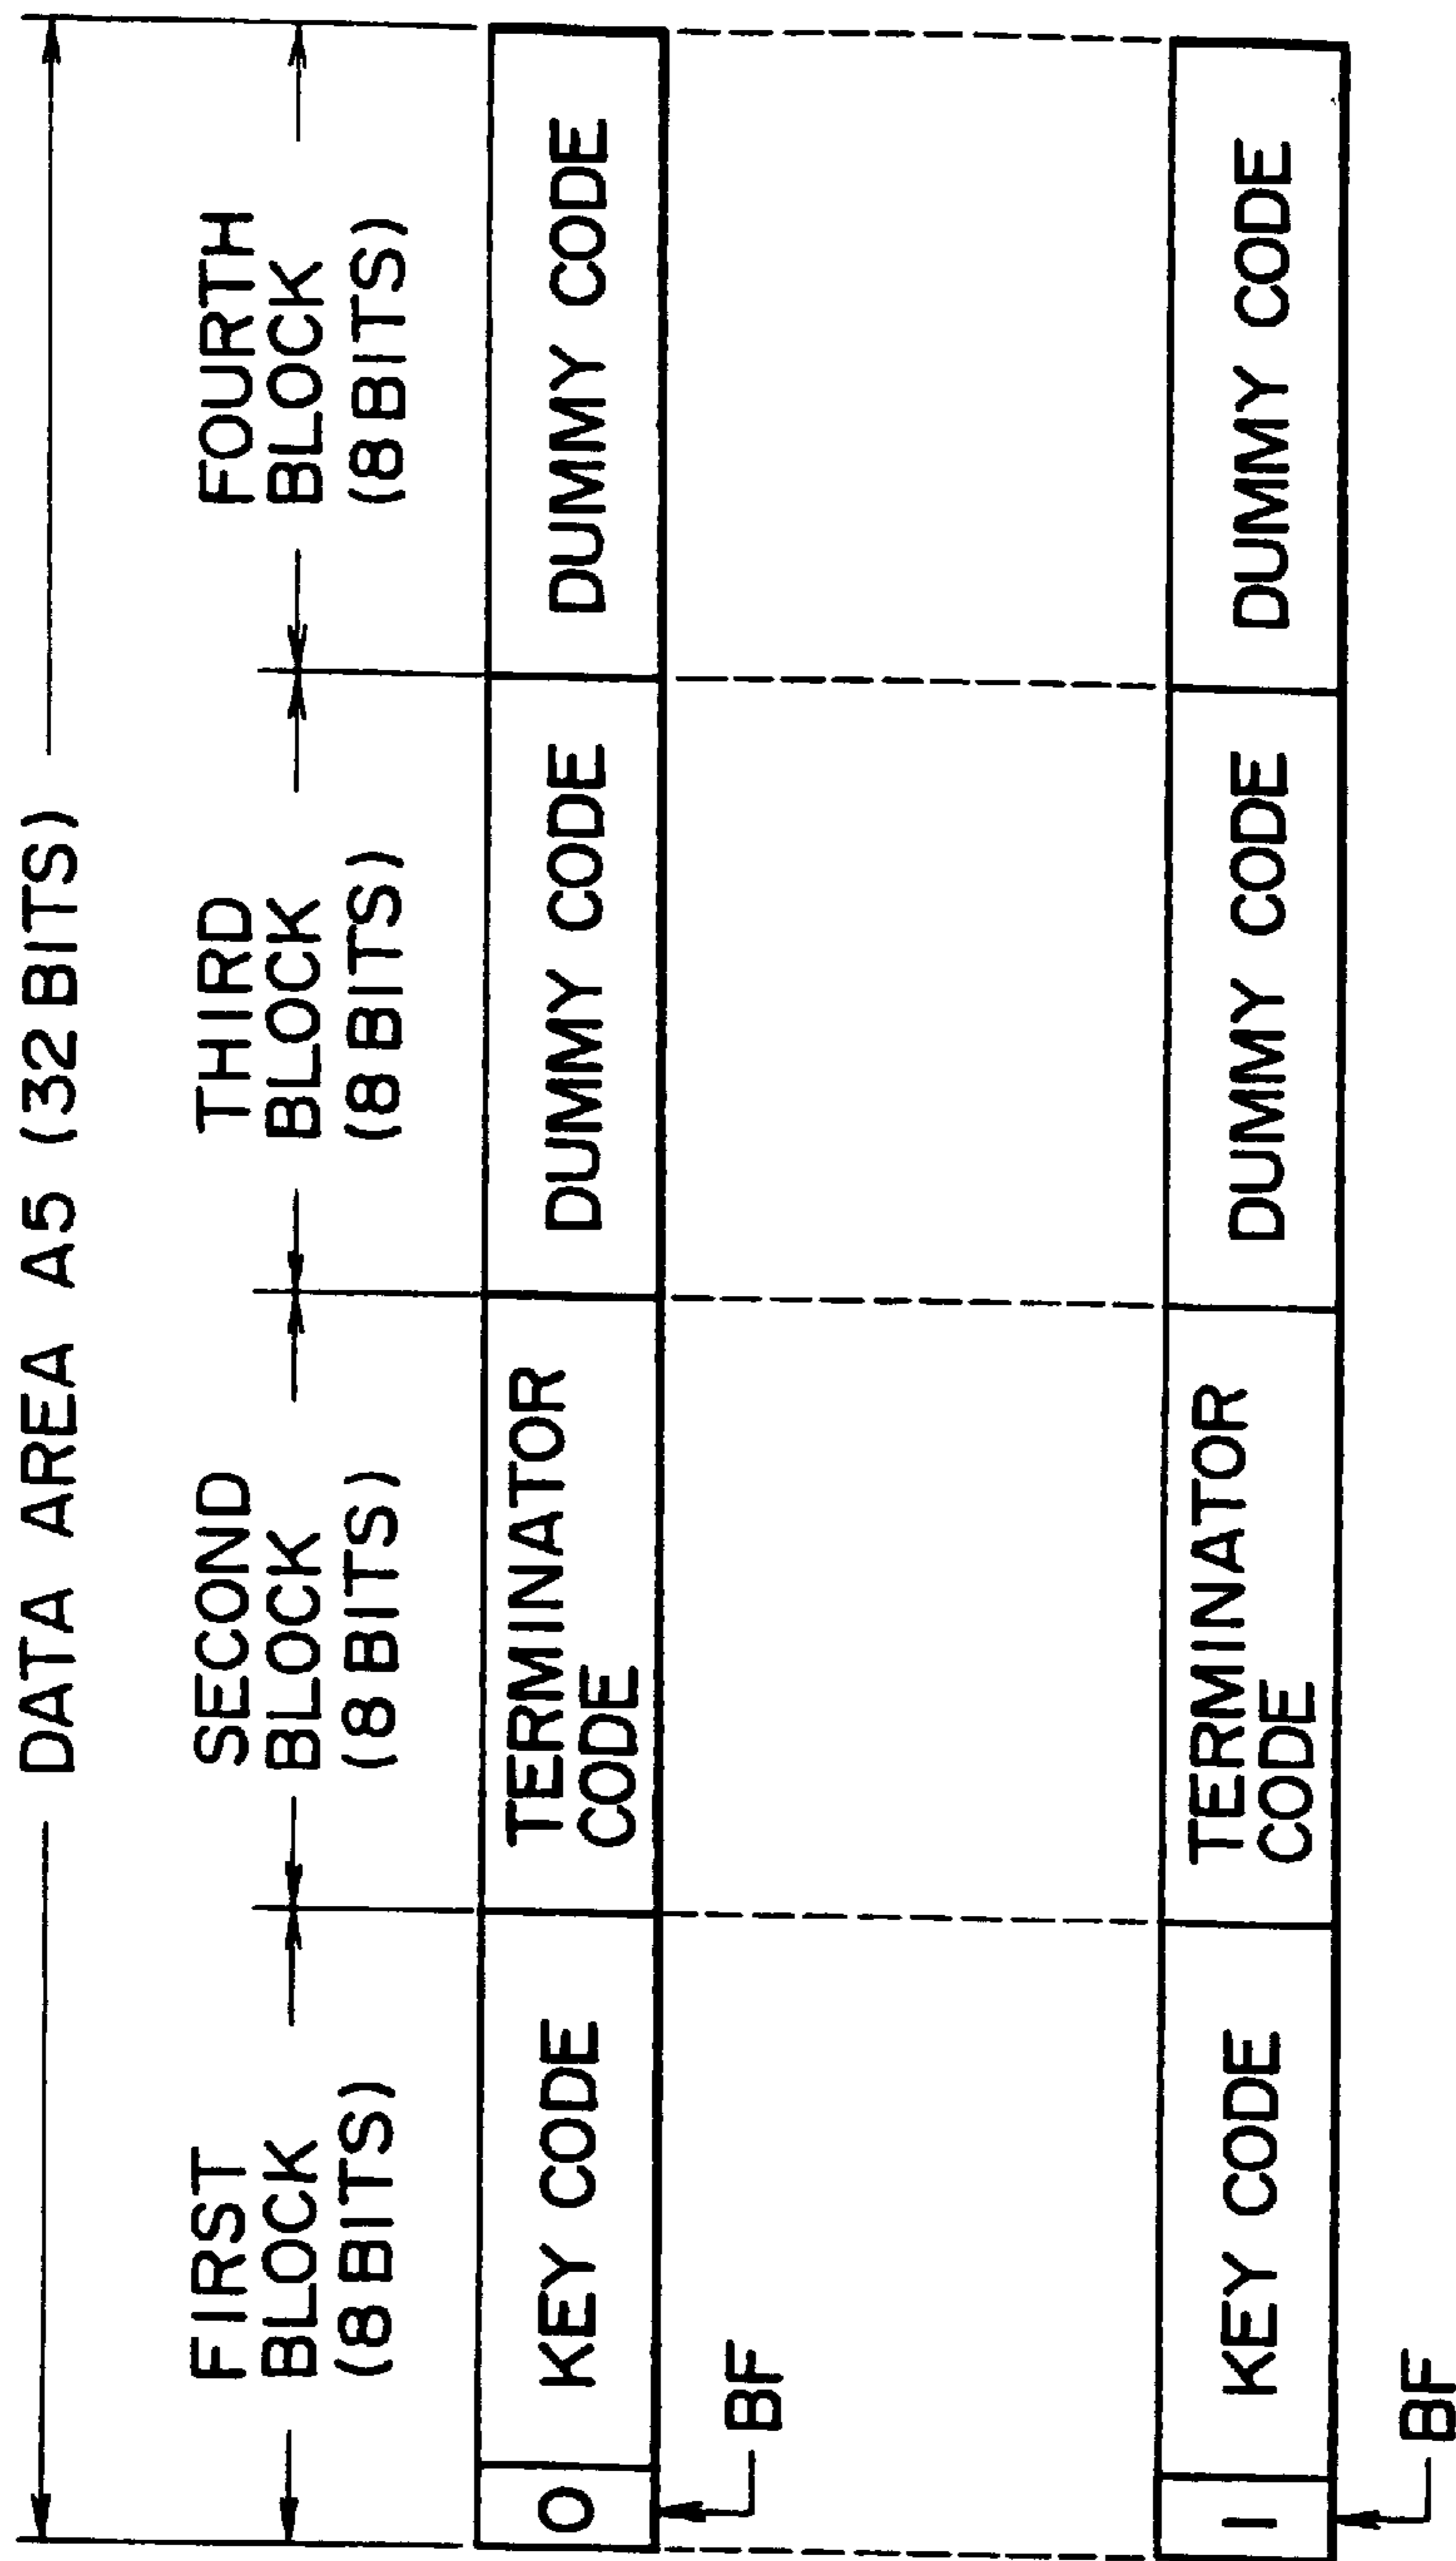 DATA AREA A5 (32 BITS)
FIRST
BLOCK
(8 BITS)
SECOND
BLOCK
(8 BITS)
THIRD
BLOCK
(8 BITS)
FOURTH
BLOCK
(8 BITS)
0
KEY CODE
TERMINATOR
CODE
DUMMY CODE
DUMMY CODE
BF
1
KEY CODE
TERMINATOR
CODE
DUMMY CODE
DUMMY CODE
BF